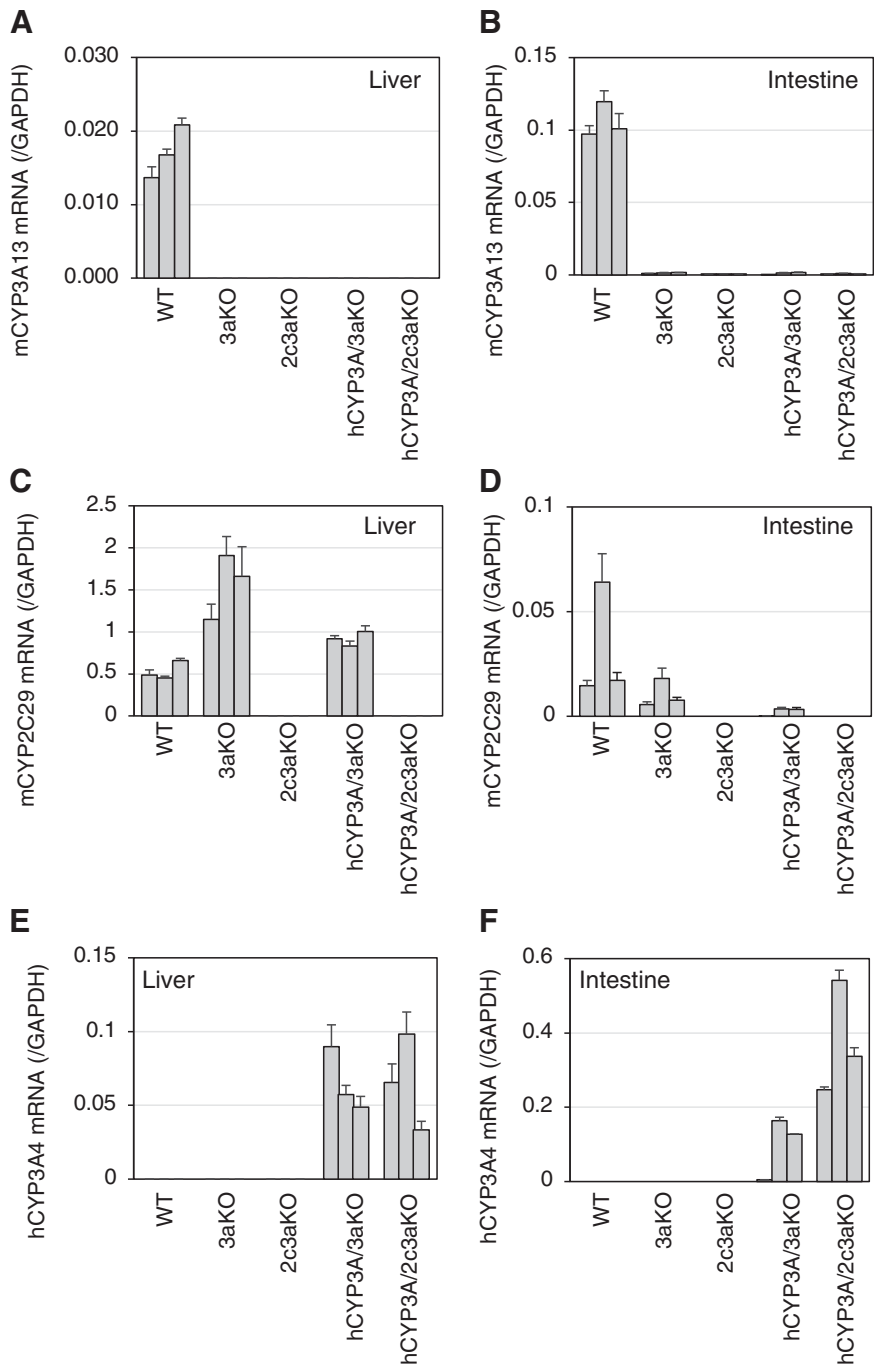 A
mCYP3A13 mRNA (/GAPDH)
0.030
0.020
0.010
0.000
Liver
WT
3aKO
2c3aKO
hCYP3A/3aKO
hCYP3A/2c3aKO
B
mCYP3A13 mRNA (/GAPDH)
0.15
0.1
0.05
0
Intestine
WT
3aKO
2c3aKO
hCYP3A/3aKO
hCYP3A/2c3aKO
C
mCYP2C29 mRNA (/GAPDH)
2.5
2
1.5
1
0.5
0
Liver
WT
3aKO
2c3aKO
hCYP3A/3aKO
hCYP3A/2c3aKO
D
mCYP2C29 mRNA (/GAPDH)
0.1
0.05
0
Intestine
WT
3aKO
2c3aKO
hCYP3A/3aKO
hCYP3A/2c3aKO
E
hCYP3A4 mRNA (/GAPDH)
0.15
0.1
0.05
0
Liver
WT
3aKO
2c3aKO
hCYP3A/3aKO
hCYP3A/2c3aKO
F
hCYP3A4 mRNA (/GAPDH)
0.6
0.4
0.2
0
Intestine
WT
3aKO
2c3aKO
hCYP3A/3aKO
hCYP3A/2c3aKO